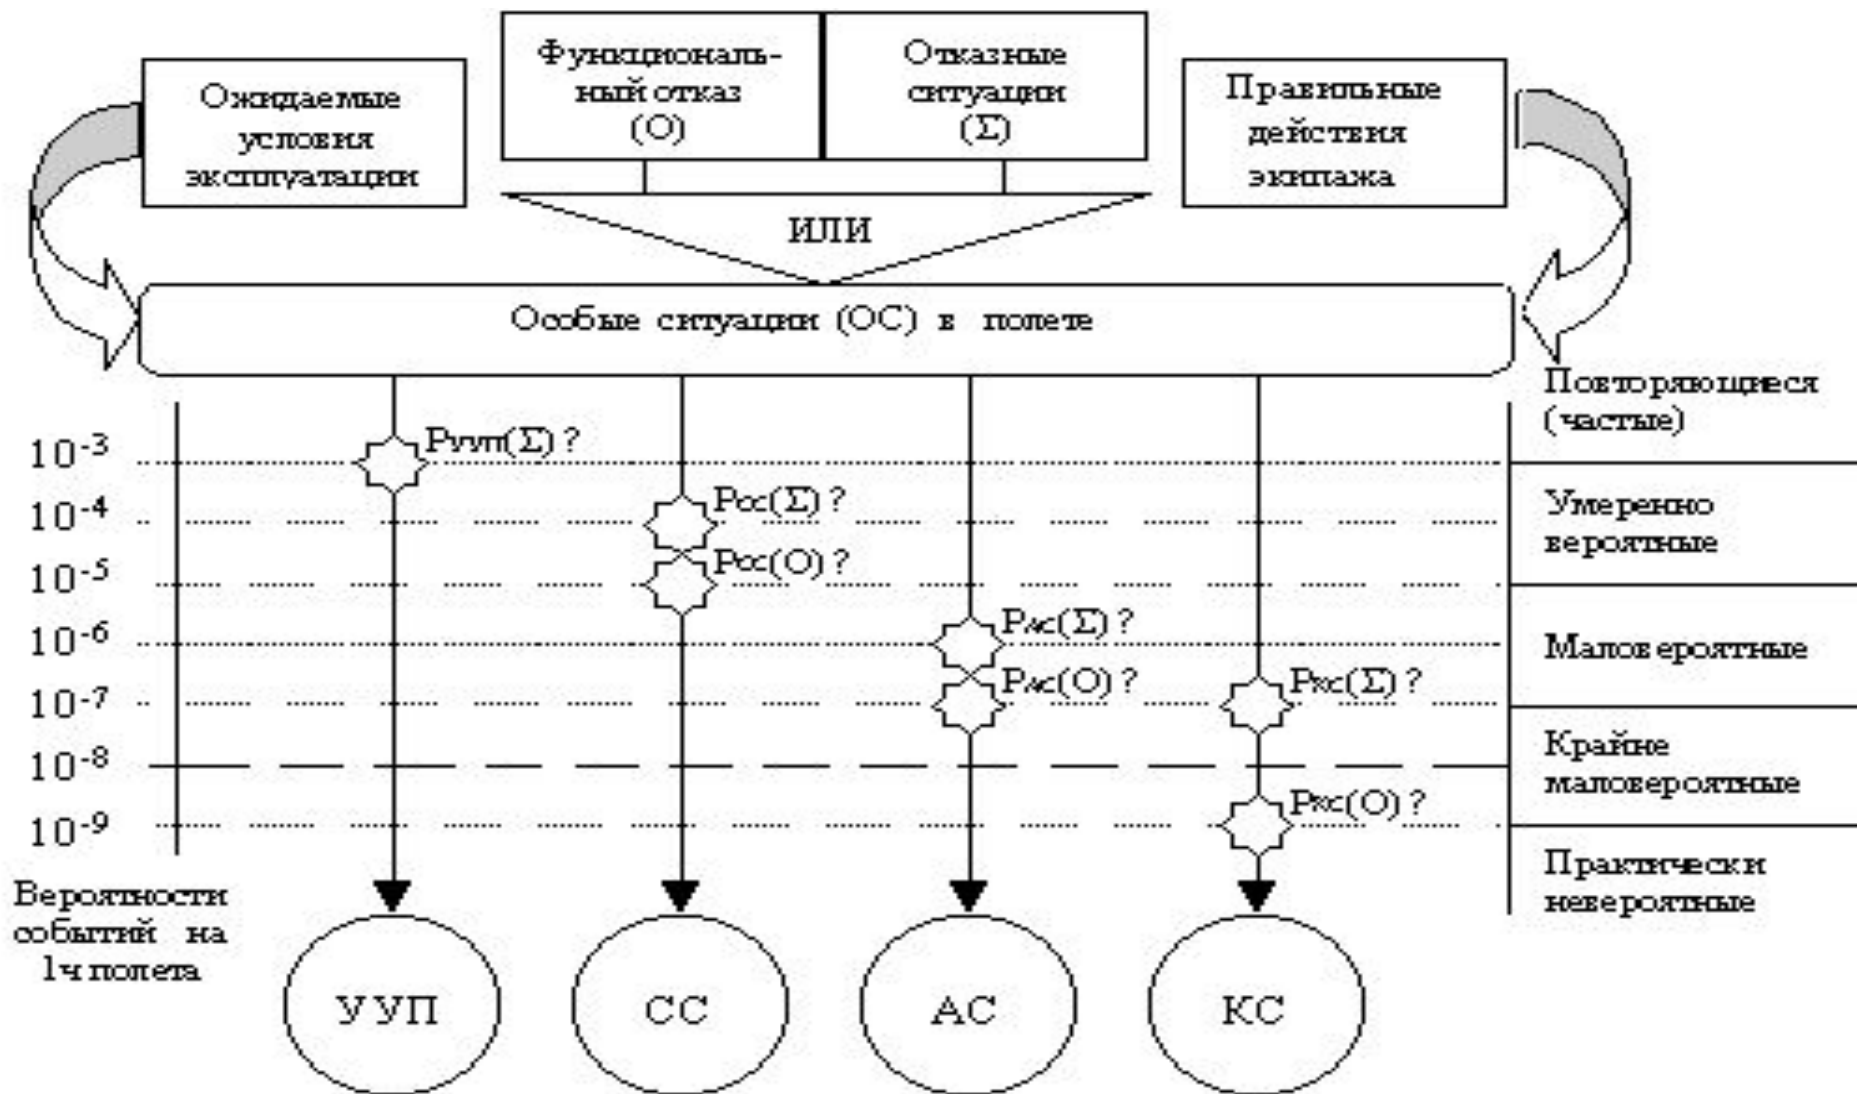 Функциональ-
ный отказ
(О)
Отказные
ситуации
(Σ)
Ожидаемые
условия
эксплуатации
Правильные
действия
экипажа
ИЛИ
Особые ситуации (ОС) в полете
Повторяющиеся
(частые)
10-3
Pууп(Σ)?
10-4
Pсс(Σ)?
Умеренно
вероятные
10-5
Pсс(О)?
10-6
Pас(Σ)?
Маловероятные
10-7
Pас(О)?
Pкс(Σ)?
10-8
Крайне
маловероятные
10-9
Pкс(О)?
Практически
невероятные
Вероятности
событий на
1ч полета
УУП
СС
АС
КС